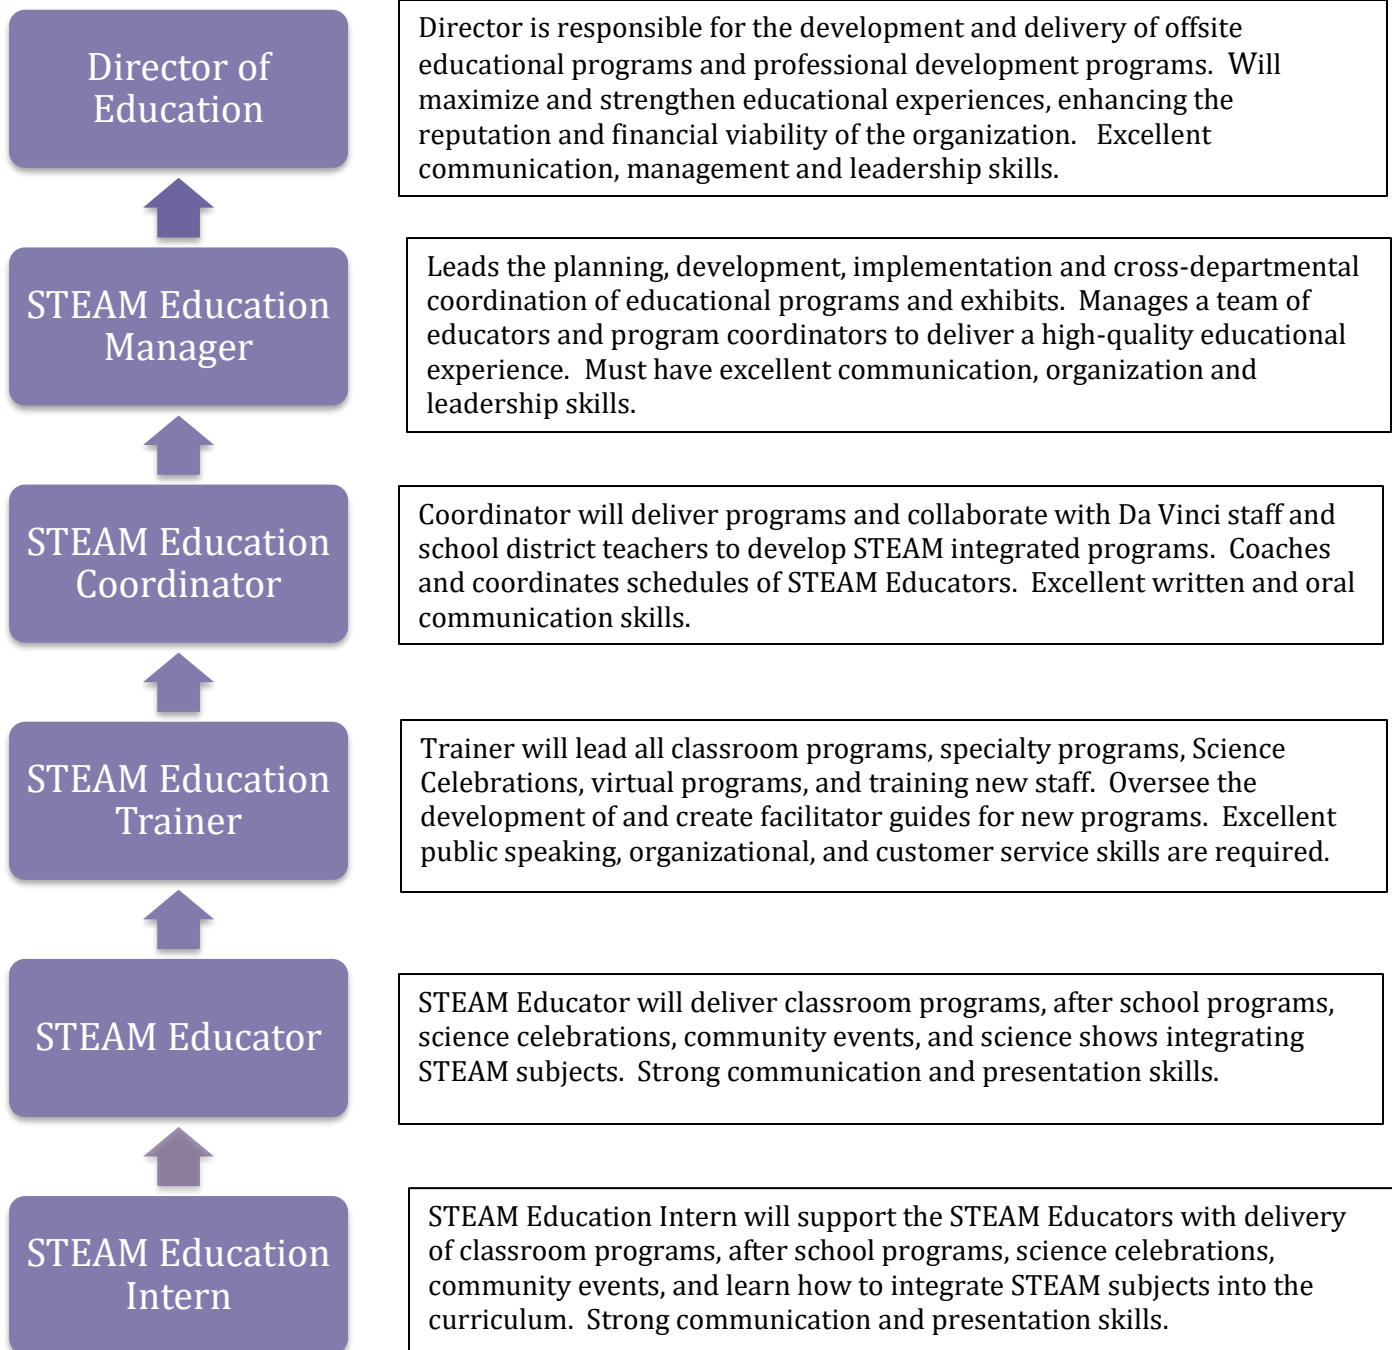 Director of
Education
Director is responsible for the development and delivery of offsite
educational programs and professional development programs.  Will
maximize and strengthen educational experiences, enhancing the
reputation and financial viability of the organization.   Excellent
communication, management and leadership skills.
STEAM Education
Manager
Leads the planning, development, implementation and cross-departmental
coordination of educational programs and exhibits.  Manages a team of
educators and program coordinators to deliver a high-quality educational
experience.  Must have excellent communication, organization and
leadership skills.
STEAM Education
Coordinator
Coordinator will deliver programs and collaborate with Da Vinci staff and
school district teachers to develop STEAM integrated programs.  Coaches
and coordinates schedules of STEAM Educators.  Excellent written and oral
communication skills.
STEAM Education
Trainer
Trainer will lead all classroom programs, specialty programs, Science
Celebrations, virtual programs, and training new staff.  Oversee the
development of and create facilitator guides for new programs.  Excellent
public speaking, organizational, and customer service skills are required.
STEAM Educator
STEAM Educator will deliver classroom programs, after school programs,
science celebrations, community events, and science shows integrating
STEAM subjects.  Strong communication and presentation skills.
STEAM Education
Intern
STEAM Education Intern will support the STEAM Educators with delivery
of classroom programs, after school programs, science celebrations,
community events, and learn how to integrate STEAM subjects into the
curriculum.  Strong communication and presentation skills.